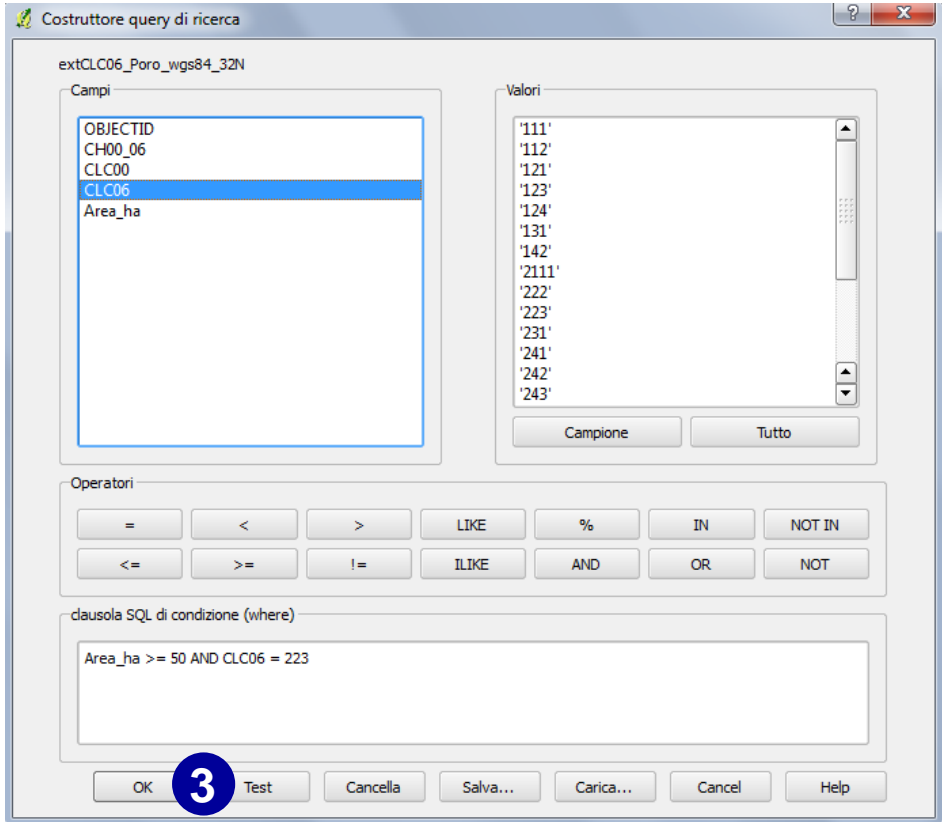 Costruttore query di ricerca
extCLC06_Poro_wgs84_32N
Campi
OBJECTID
CH00_06
CLC00
CLC06
Area_ha
Valori
'111'
'112'
'121'
'123'
'124'
'131'
'142'
'2111'
'222'
'223'
'231'
'241'
'242'
'243'
Campione Tutto
Operatori
= < > LIKE % IN NOT IN
<= >= != ILIKE AND OR NOT
clausola SQL di condizione (where)
Area_ha >= 50 AND CLC06 = 223
OK 3 Test Cancella Salva... Carica... Cancel Help